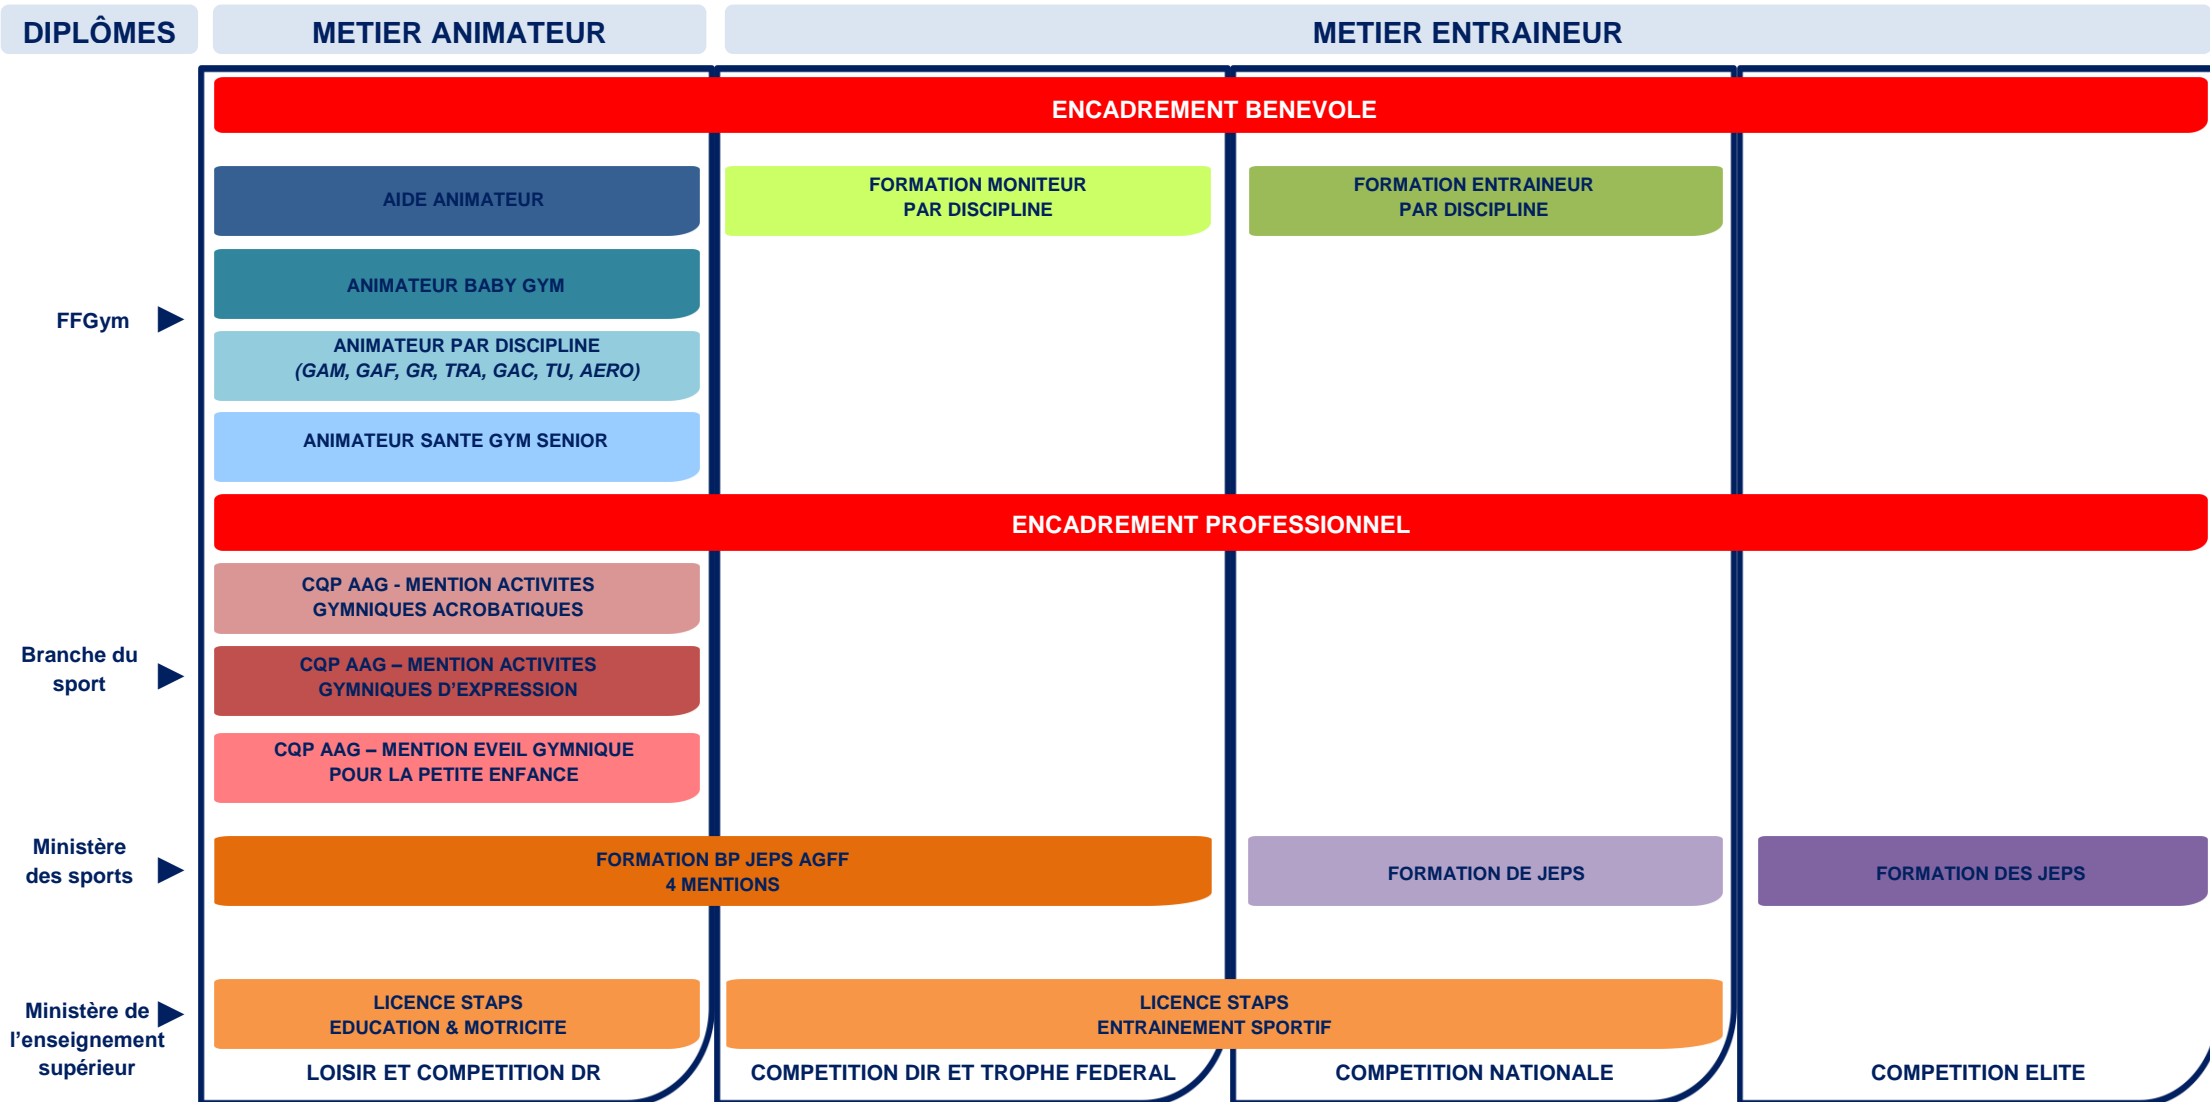 DIPLÔMES
METIER ANIMATEUR
METIER ENTRAINEUR
ENCADREMENT BENEVOLE
FFGym
AIDE ANIMATEUR
FORMATION MONITEUR
PAR DISCIPLINE
FORMATION ENTRAINEUR
PAR DISCIPLINE
ANIMATEUR BABY GYM
ANIMATEUR PAR DISCIPLINE
(GAM, GAF, GR, TRA, GAC, TU, AERO)
ANIMATEUR SANTE GYM SENIOR
ENCADREMENT PROFESSIONNEL
Branche du
sport
CQP AAG - MENTION ACTIVITES
GYMNIQUES ACROBATIQUES
CQP AAG – MENTION ACTIVITES
GYMNIQUES D’EXPRESSION
CQP AAG – MENTION EVEIL GYMNIQUE
POUR LA PETITE ENFANCE
Ministère
des sports
FORMATION BP JEPS AGFF
4 MENTIONS
FORMATION DE JEPS
FORMATION DES JEPS
Ministère de
l’enseignement
supérieur
LICENCE STAPS
EDUCATION & MOTRICITE
LICENCE STAPS
ENTRAINEMENT SPORTIF
LOISIR ET COMPETITION DR
COMPETITION DIR ET TROPHE FEDERAL
COMPETITION NATIONALE
COMPETITION ELITE